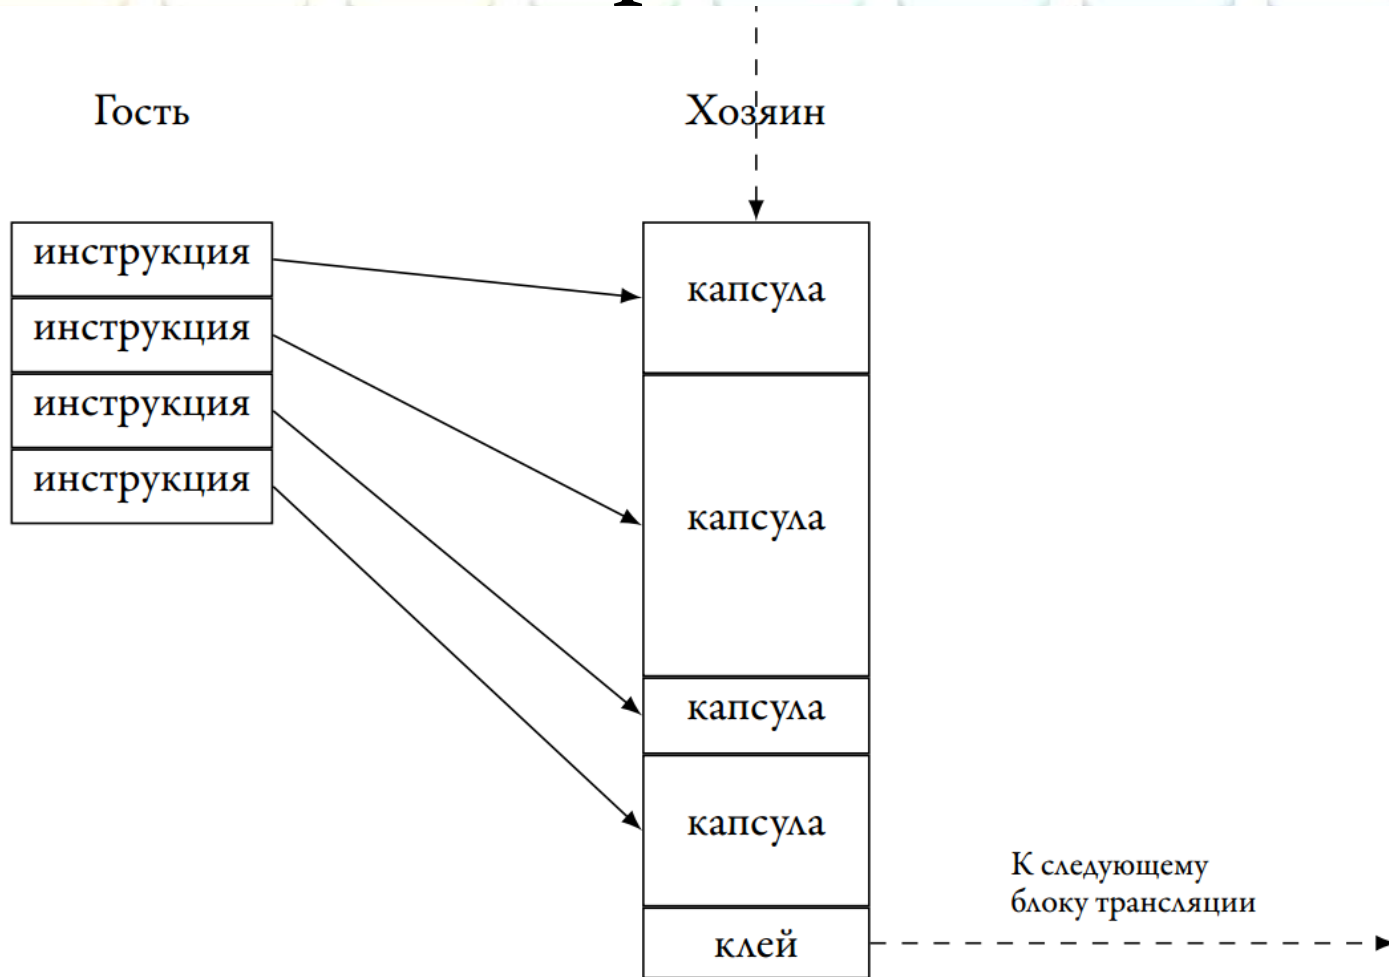 Гость
Хозяин
инструкция
инструкция
инструкция
инструкция
капсула
капсула
капсула
капсула
клей
К следующему
блоку трансляции